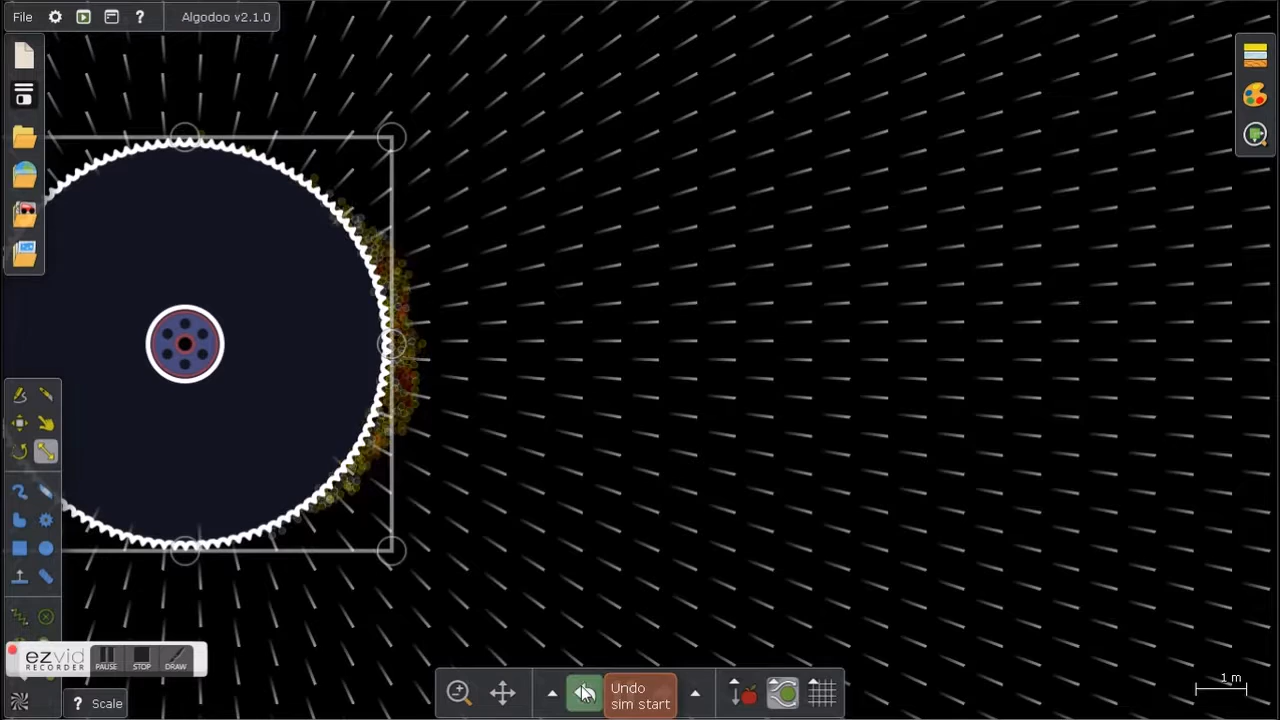 File ? Algodoo v2.1.0
ezvid
RECORDER
PAUSE STOP DRAW
? Scale
Undo
sim start
1 m